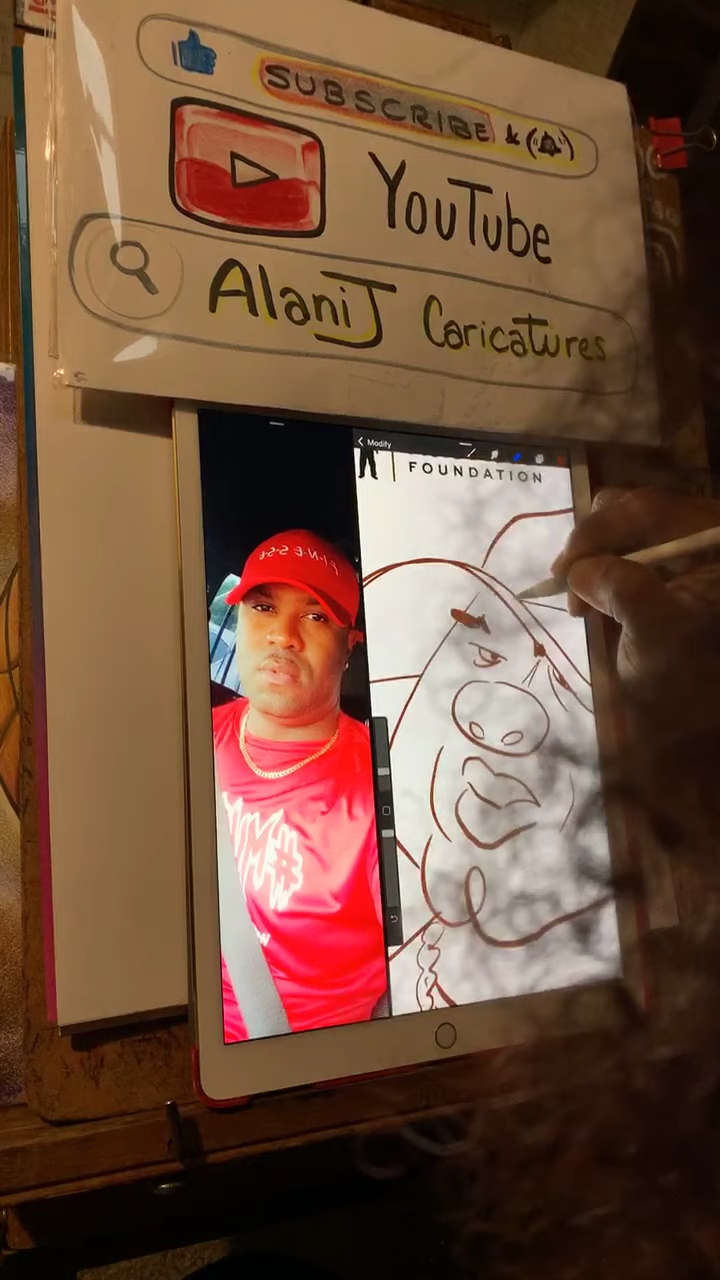 SUBSCRIBE & 
YouTube
AlaniJ Caricatures
Modify
FOUNDATION
F-I-N-E-S-S-E